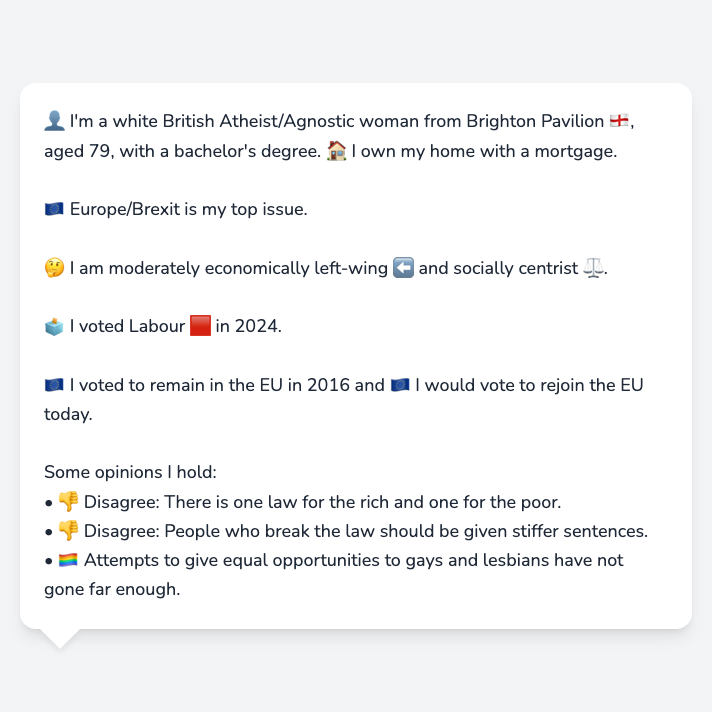 👤 I'm a white British Atheist/Agnostic woman from Brighton Pavilion 🏴󠁧󠁢󠁥󠁮󠁧󠁿,
aged 79, with a bachelor's degree. 🏠 I own my home with a mortgage.
🇪🇺 Europe/Brexit is my top issue.
🤔 I am moderately economically left-wing ⬅️ and socially centrist ⚖️.
🗳️ I voted Labour 🟥 in 2024.
🇪🇺 I voted to remain in the EU in 2016 and 🇪🇺 I would vote to rejoin the EU
today.
Some opinions I hold:
• 👎 Disagree: There is one law for the rich and one for the poor.
• 👎 Disagree: People who break the law should be given stiffer sentences.
• 🏳️‍🌈 Attempts to give equal opportunities to gays and lesbians have not
gone far enough.